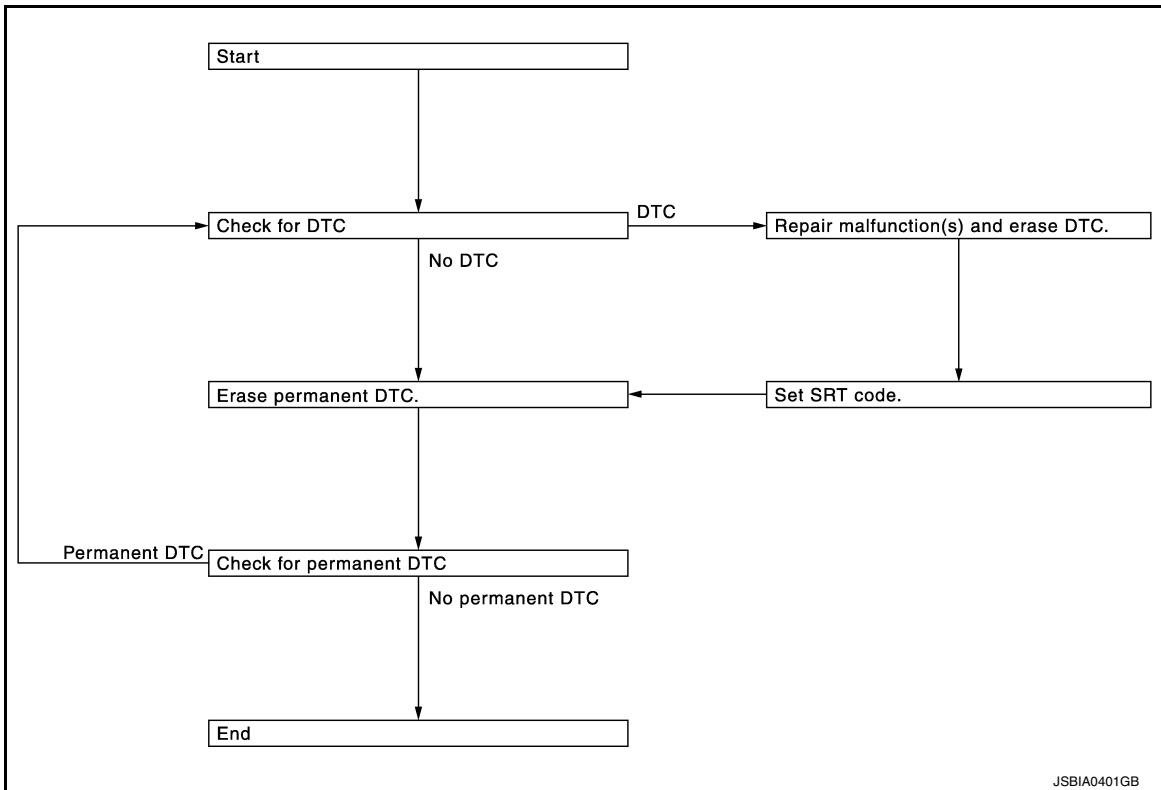 Start
Check for DTC
DTC
Repair malfunction(s) and erase DTC.
No DTC
Erase permanent DTC.
Set SRT code.
Permanent DTC
Check for permanent DTC
No permanent DTC
End
JSBIA0401GB